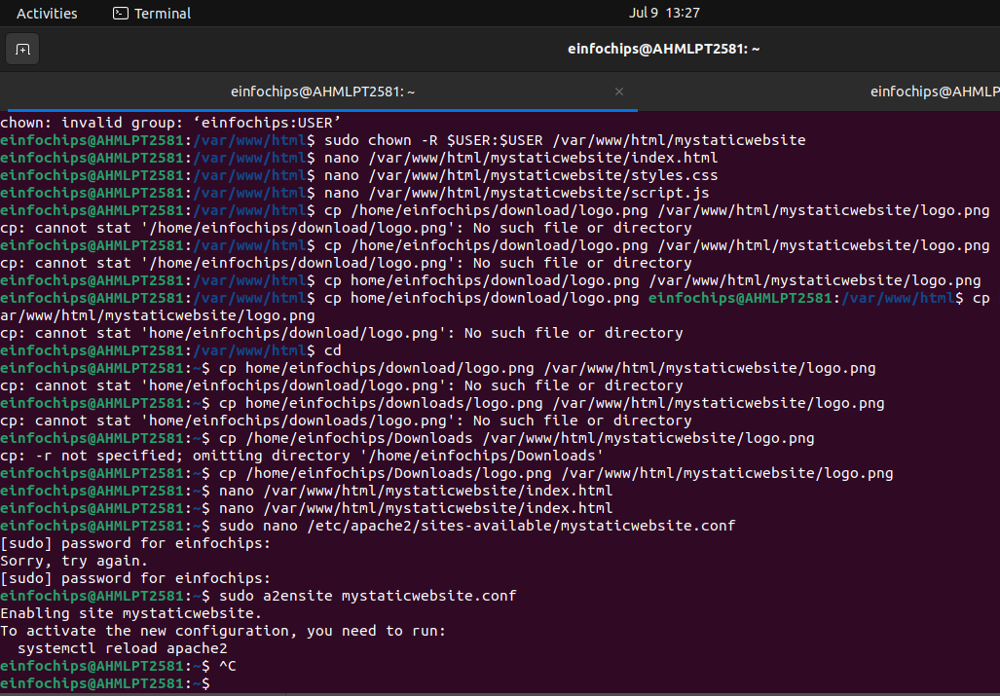 Activities
Terminal
Jul 9 13:27
einfochips@AHMLPT2581: ~
einfochips@AHMLPT2581: ~
×
einfochips@AHMLP
chown: invalid group: ‘einfochips:USER’
einfochips@AHMLPT2581:/var/www/html$ sudo chown -R $USER:$USER /var/www/html/mystaticwebsite
einfochips@AHMLPT2581:/var/www/html$ nano /var/www/html/mystaticwebsite/index.html
einfochips@AHMLPT2581:/var/www/html$ nano /var/www/html/mystaticwebsite/styles.css
einfochips@AHMLPT2581:/var/www/html$ nano /var/www/html/mystaticwebsite/script.js
einfochips@AHMLPT2581:/var/www/html$ cp /home/einfochips/download/logo.png /var/www/html/mystaticwebsite/logo.png
cp: cannot stat '/home/einfochips/download/logo.png': No such file or directory
einfochips@AHMLPT2581:/var/www/html$ cp /home/einfochips/download/logo.png /var/www/html/mystaticwebsite/logo.png
cp: cannot stat '/home/einfochips/download/logo.png': No such file or directory
einfochips@AHMLPT2581:/var/www/html$ cp home/einfochips/download/logo.png /var/www/html/mystaticwebsite/logo.png
einfochips@AHMLPT2581:/var/www/html$ cp home/einfochips/download/logo.png einfochips@AHMLPT2581:/var/www/html$ cp
ar/www/html/mystaticwebsite/logo.png
cp: cannot stat 'home/einfochips/download/logo.png': No such file or directory
einfochips@AHMLPT2581:/var/www/html$ cd
einfochips@AHMLPT2581:~$ cp home/einfochips/download/logo.png /var/www/html/mystaticwebsite/logo.png
cp: cannot stat 'home/einfochips/download/logo.png': No such file or directory
einfochips@AHMLPT2581:~$ cp home/einfochips/downloads/logo.png /var/www/html/mystaticwebsite/logo.png
cp: cannot stat 'home/einfochips/downloads/logo.png': No such file or directory
einfochips@AHMLPT2581:~$ cp /home/einfochips/Downloads /var/www/html/mystaticwebsite/logo.png
cp: -r not specified; omitting directory '/home/einfochips/Downloads'
einfochips@AHMLPT2581:~$ cp /home/einfochips/Downloads/logo.png /var/www/html/mystaticwebsite/logo.png
einfochips@AHMLPT2581:~$ nano /var/www/html/mystaticwebsite/index.html
einfochips@AHMLPT2581:~$ nano /var/www/html/mystaticwebsite/index.html
einfochips@AHMLPT2581:~$ sudo nano /etc/apache2/sites-available/mystaticwebsite.conf
[sudo] password for einfochips:
Sorry, try again.
[sudo] password for einfochips:
einfochips@AHMLPT2581:~$ sudo a2ensite mystaticwebsite.conf
Enabling site mystaticwebsite.
To activate the new configuration, you need to run:
  systemctl reload apache2
einfochips@AHMLPT2581:~$ ^C
einfochips@AHMLPT2581:~$